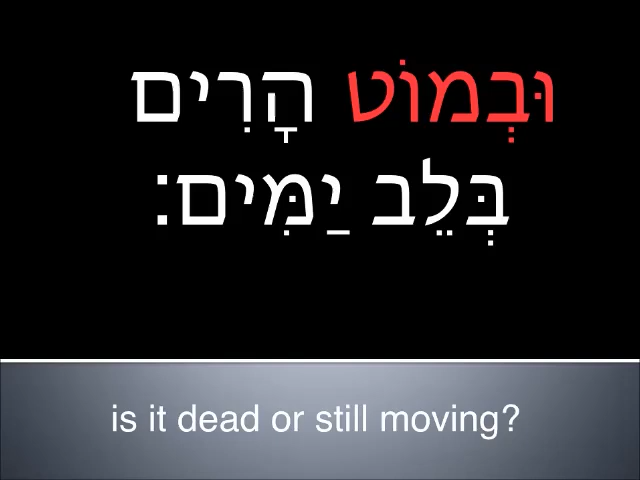 וּבְמוֹט הָרִים
בְּלֵב יַמִּים׃
is it dead or still moving?